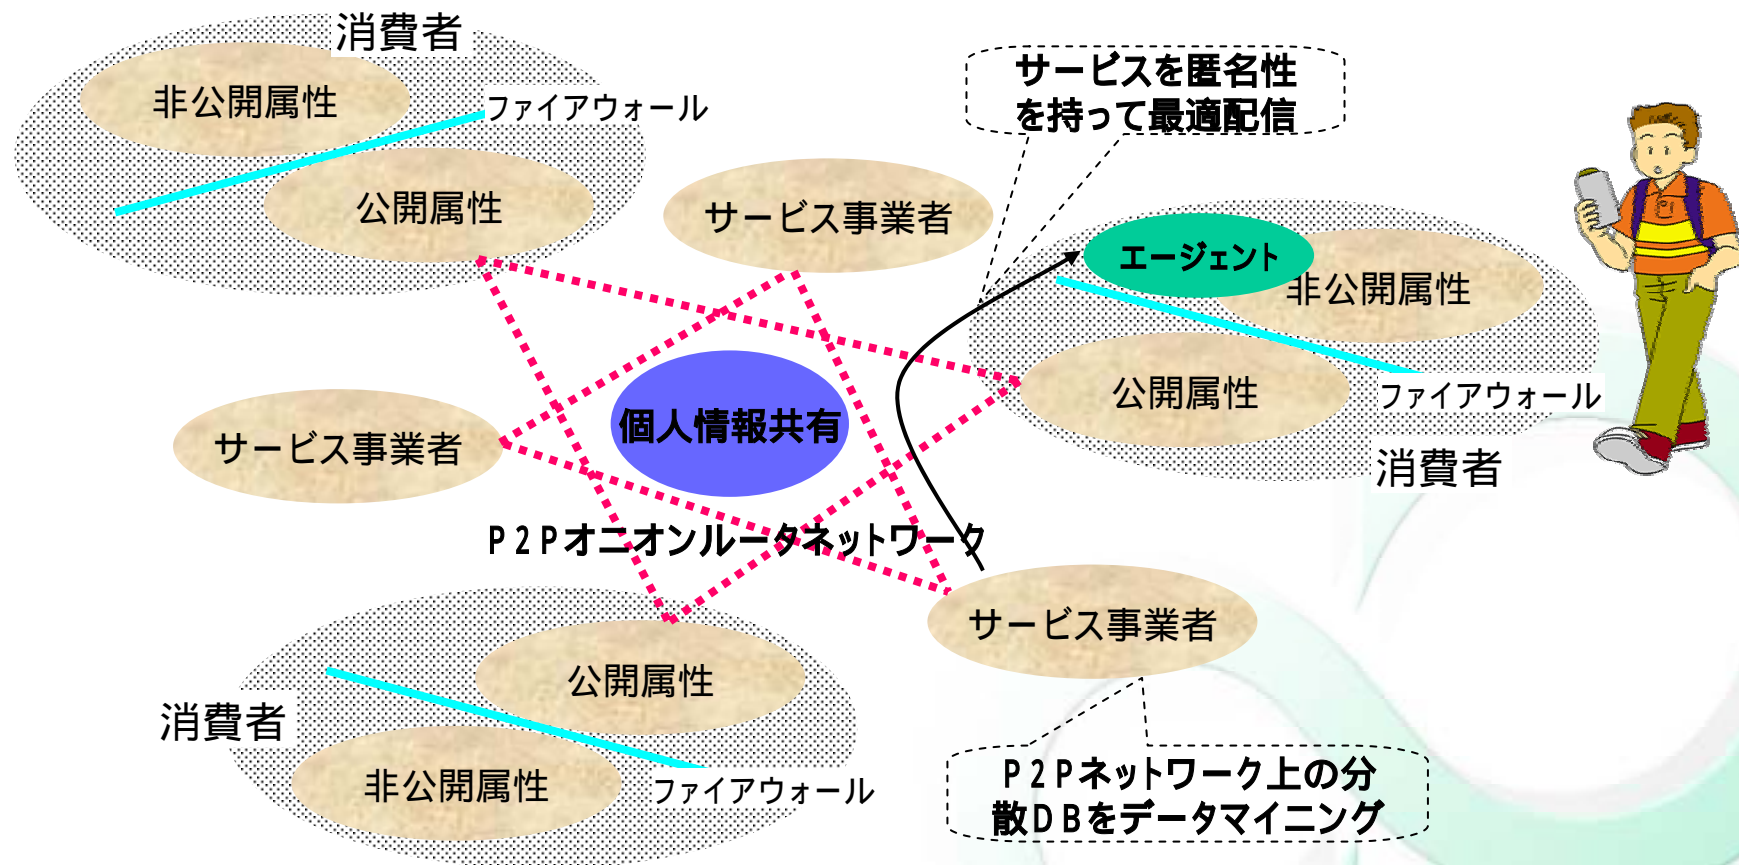 消費者
非公開属性
ファイアウォール
公開属性
サービスを匿名性
を持って最適配信
サービス事業者
エージェント
非公開属性
公開属性
ファイアウォール
消費者
個人情報共有
サービス事業者
P2Pオニオンルータネットワーク
サービス事業者
公開属性
消費者
非公開属性
ファイアウォール
P2Pネットワーク上の分
散DBをデータマイニング